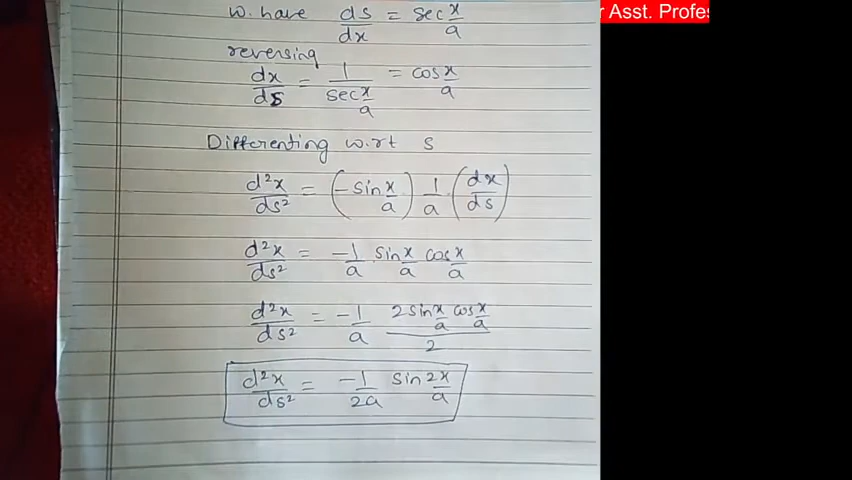 r Asst. Profes
W. have ds/dx = sec x/a
reversing
dx/ds = 1/(sec x/a) = cos x/a
Differenting w.r.t s
d²x/ds² = (-sin x/a) 1/a (dx/ds)
d²x/ds² = -1/a sin x/a cos x/a
d²x/ds² = -1/a (2 sin x/a cos x/a)/2
d²x/ds² = -1/2a sin 2x/a